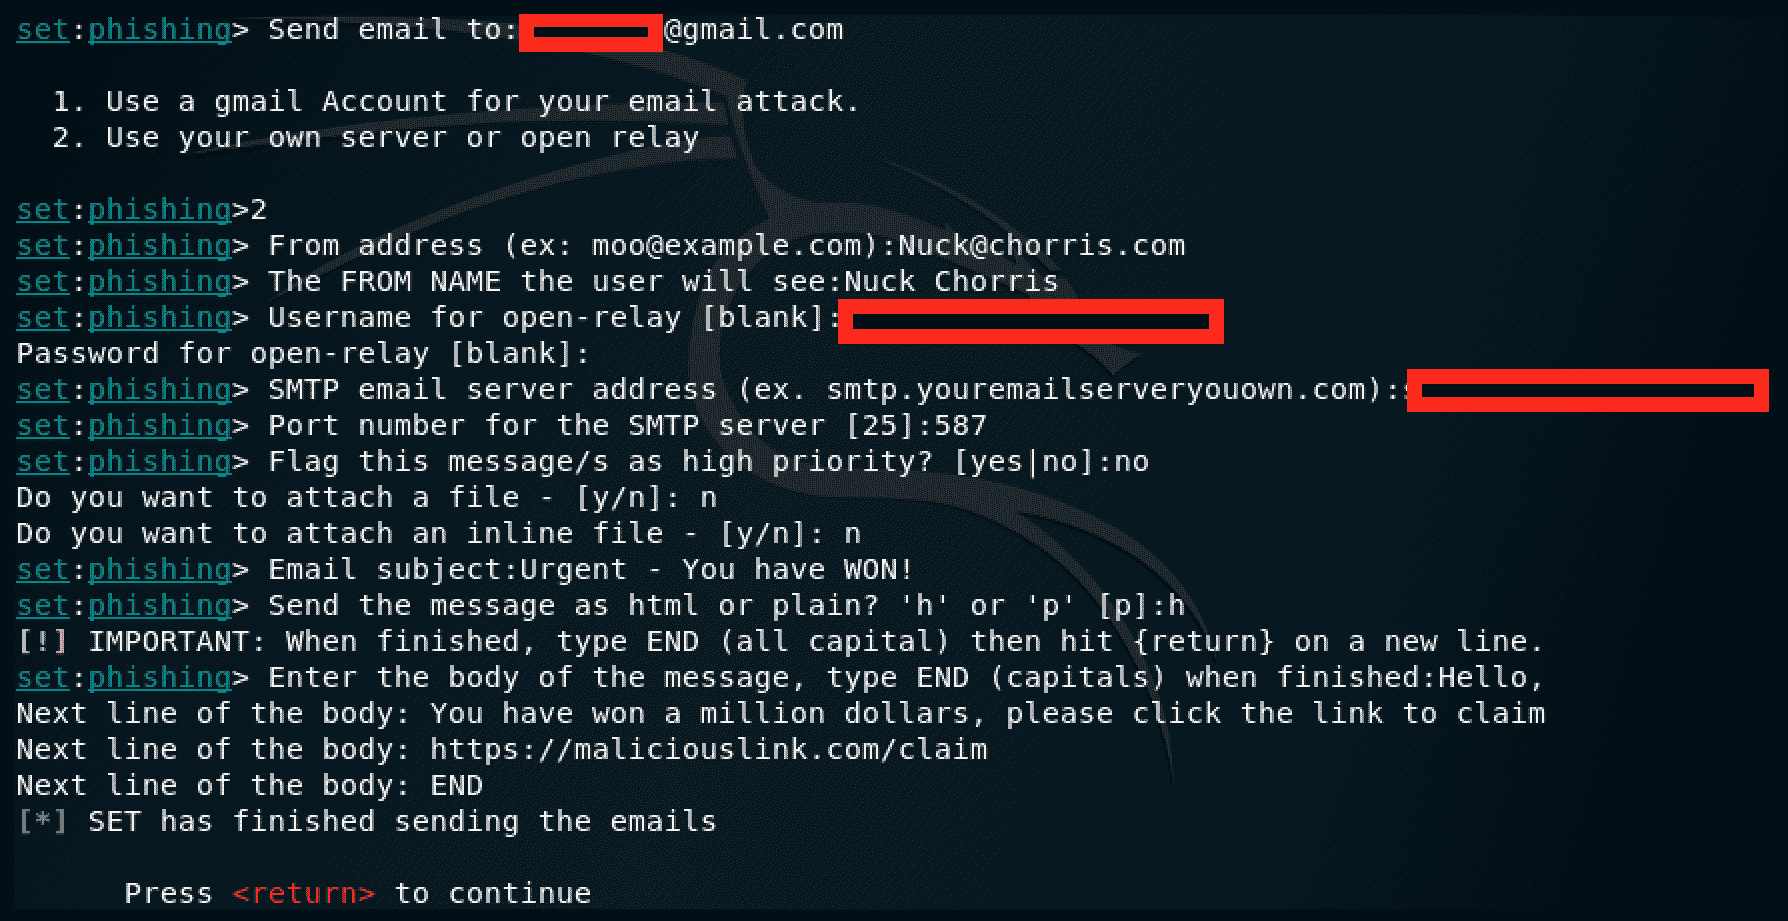 set:phishing> Send email to:@gmail.com
1. Use a gmail Account for your email attack.
2. Use your own server or open relay
set:phishing>2
set:phishing> From address (ex: moo@example.com):Nuck@chorris.com
set:phishing> The FROM NAME the user will see:Nuck Chorris
set:phishing> Username for open-relay [blank]:
Password for open-relay [blank]:
set:phishing> SMTP email server address (ex. smtp.youremailserveryouown.com):s
set:phishing> Port number for the SMTP server [25]:587
set:phishing> Flag this message/s as high priority? [yes|no]:no
Do you want to attach a file - [y/n]: n
Do you want to attach an inline file - [y/n]: n
set:phishing> Email subject:Urgent - You have WON!
set:phishing> Send the message as html or plain? 'h' or 'p' [p]:h
[!] IMPORTANT: When finished, type END (all capital) then hit {return} on a new line.
set:phishing> Enter the body of the message, type END (capitals) when finished:Hello,
Next line of the body: You have won a million dollars, please click the link to claim
Next line of the body: https://maliciouslink.com/claim
Next line of the body: END
[*] SET has finished sending the emails
Press <return> to continue